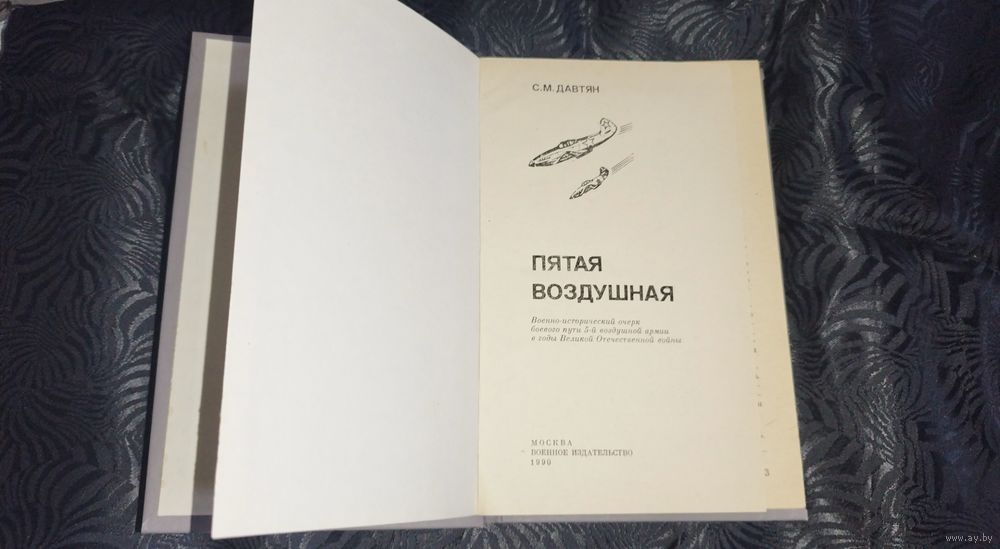 С.М. ДАВТЯН
ПЯТАЯ
ВОЗДУШНАЯ
Военно-исторический очерк
боевого пути 5-й воздушной армии
в годы Великой Отечественной войны
МОСКВА
ВОЕННОЕ ИЗДАТЕЛЬСТВО
1990
3
www.ay.by